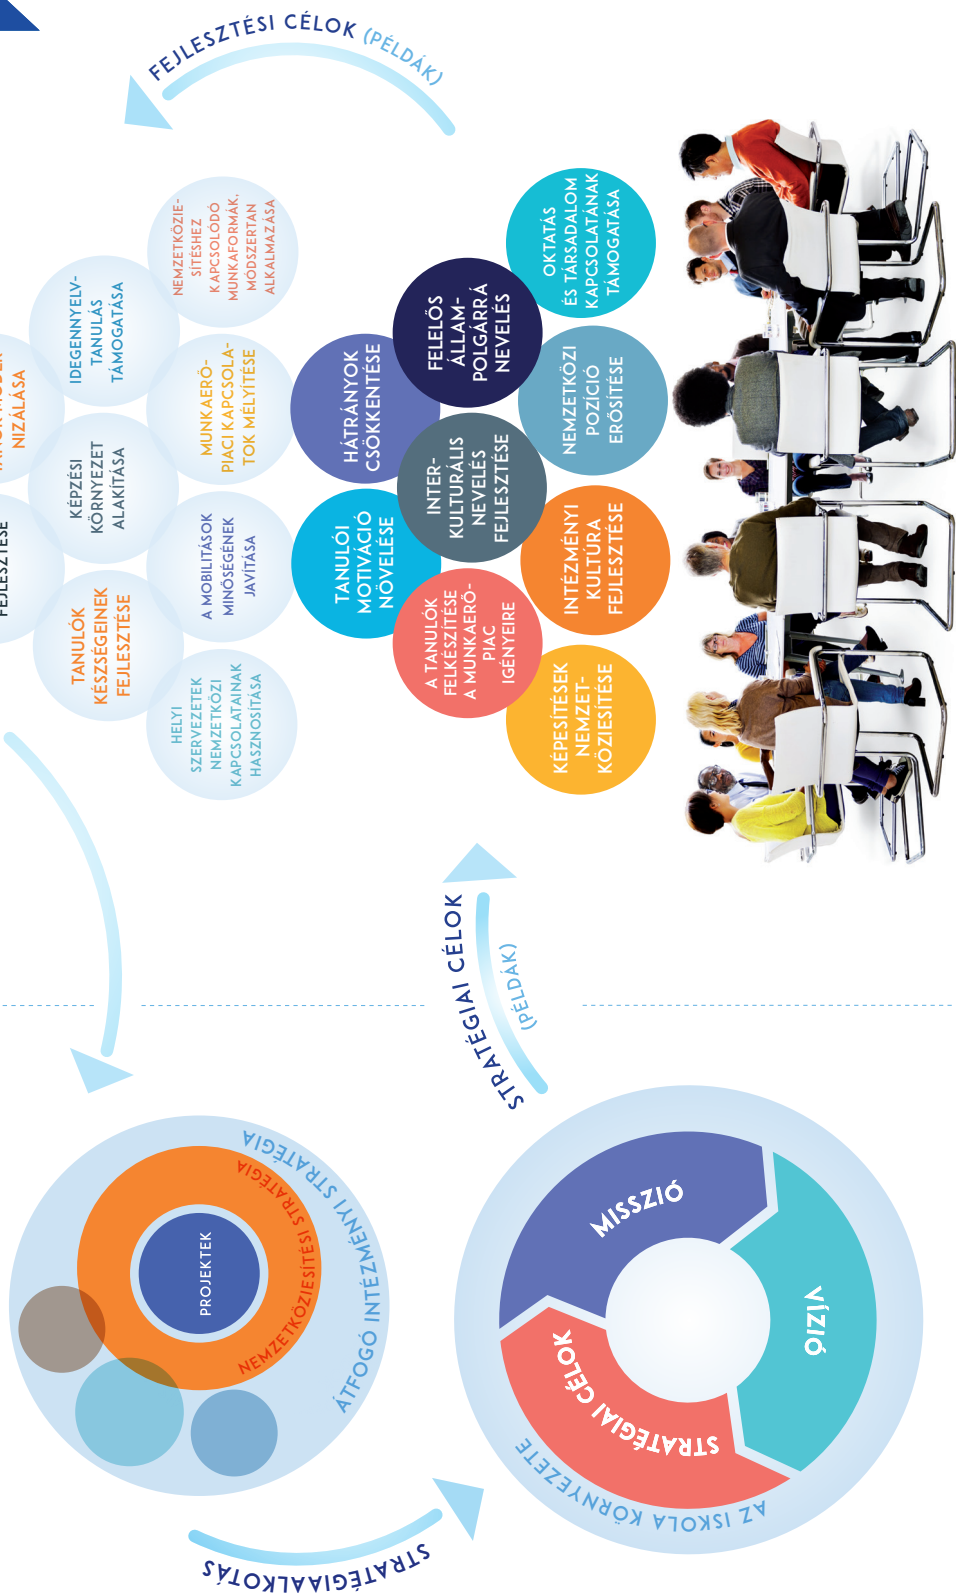 STRATÉGIAALKOTÁS
ÁTFOGÓ INTÉZMÉNYI STRATÉGIA
NEMZETKÖZIESÍTÉSI STRATÉGIA
PROJEKTEK
AZ ISKOLA KÖRNYEZETE
STRATÉGIAI CÉLOK
MISSZIÓ
VÍZIÓ
STRATÉGIAI CÉLOK
(PÉLDÁK)
FEJLESZTÉSI CÉLOK (PÉLDÁK)
FEJLESZTÉSE
NIZÁLÁSA
TANULÓK
KÉSZSÉGEINEK
FEJLESZTÉSE
KÉPZÉSI
KÖRNYEZET
ALAKÍTÁSA
IDEGENNYELV-
TANULÁS
TÁMOGATÁSA
HELYI
SZERVEZETEK
NEMZETKÖZI
KAPCSOLATAINAK
HASZNOSÍTÁSA
A MOBILITÁSOK
MINŐSÉGÉNEK
JAVÍTÁSA
MUNKAERŐ-
PIACI KAPCSOLA-
TOK MÉLYÍTÉSE
NEMZETKÖZIE-
SÍTÉSHEZ
KAPCSOLÓDÓ
MUNKAFORMÁK,
MÓDSZERTAN
ALKALMAZÁSA
TANULÓI
MOTIVÁCIÓ
NÖVELÉSE
HÁTRÁNYOK
CSÖKKENTÉSE
A TANULÓK
FELKÉSZÍTÉSE
A MUNKAERŐ-
PIAC
IGÉNYEIRE
INTER-
KULTURÁLIS
NEVELÉS
FEJLESZTÉSE
FELELŐS
ÁLLAM-
POLGÁRRÁ
NEVELÉS
KÉPESÍTÉSEK
NEMZET-
KÖZIESÍTÉSE
INTÉZMÉNYI
KULTÚRA
FEJLESZTÉSE
NEMZETKÖZI
POZÍCIÓ
ERŐSÍTÉSE
OKTATÁS
ÉS TÁRSADALOM
KAPCSOLATÁNAK
TÁMOGATÁSA